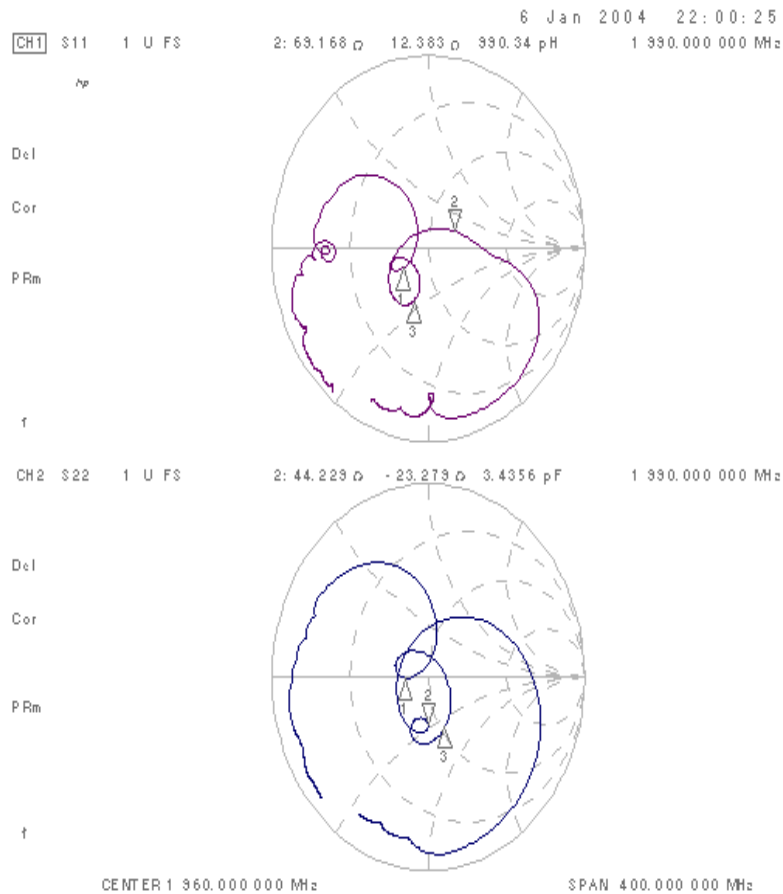 6 Jan 2004 22:00:25
CH1 S11 1 U FS 2: 69.168 Ω 12.383 Ω 990.34 pH 1 990.000 000 MHz
hp
Del
Cor
PRm
2
1
3
f
CH2 S22 1 U FS 2: 44.229 Ω -23.279 Ω 3.4356 pF 1 990.000 000 MHz
Del
Cor
PRm
2
1
3
f
CENTER 1 960.000 000 MHz SPAN 400.000 000 MHz